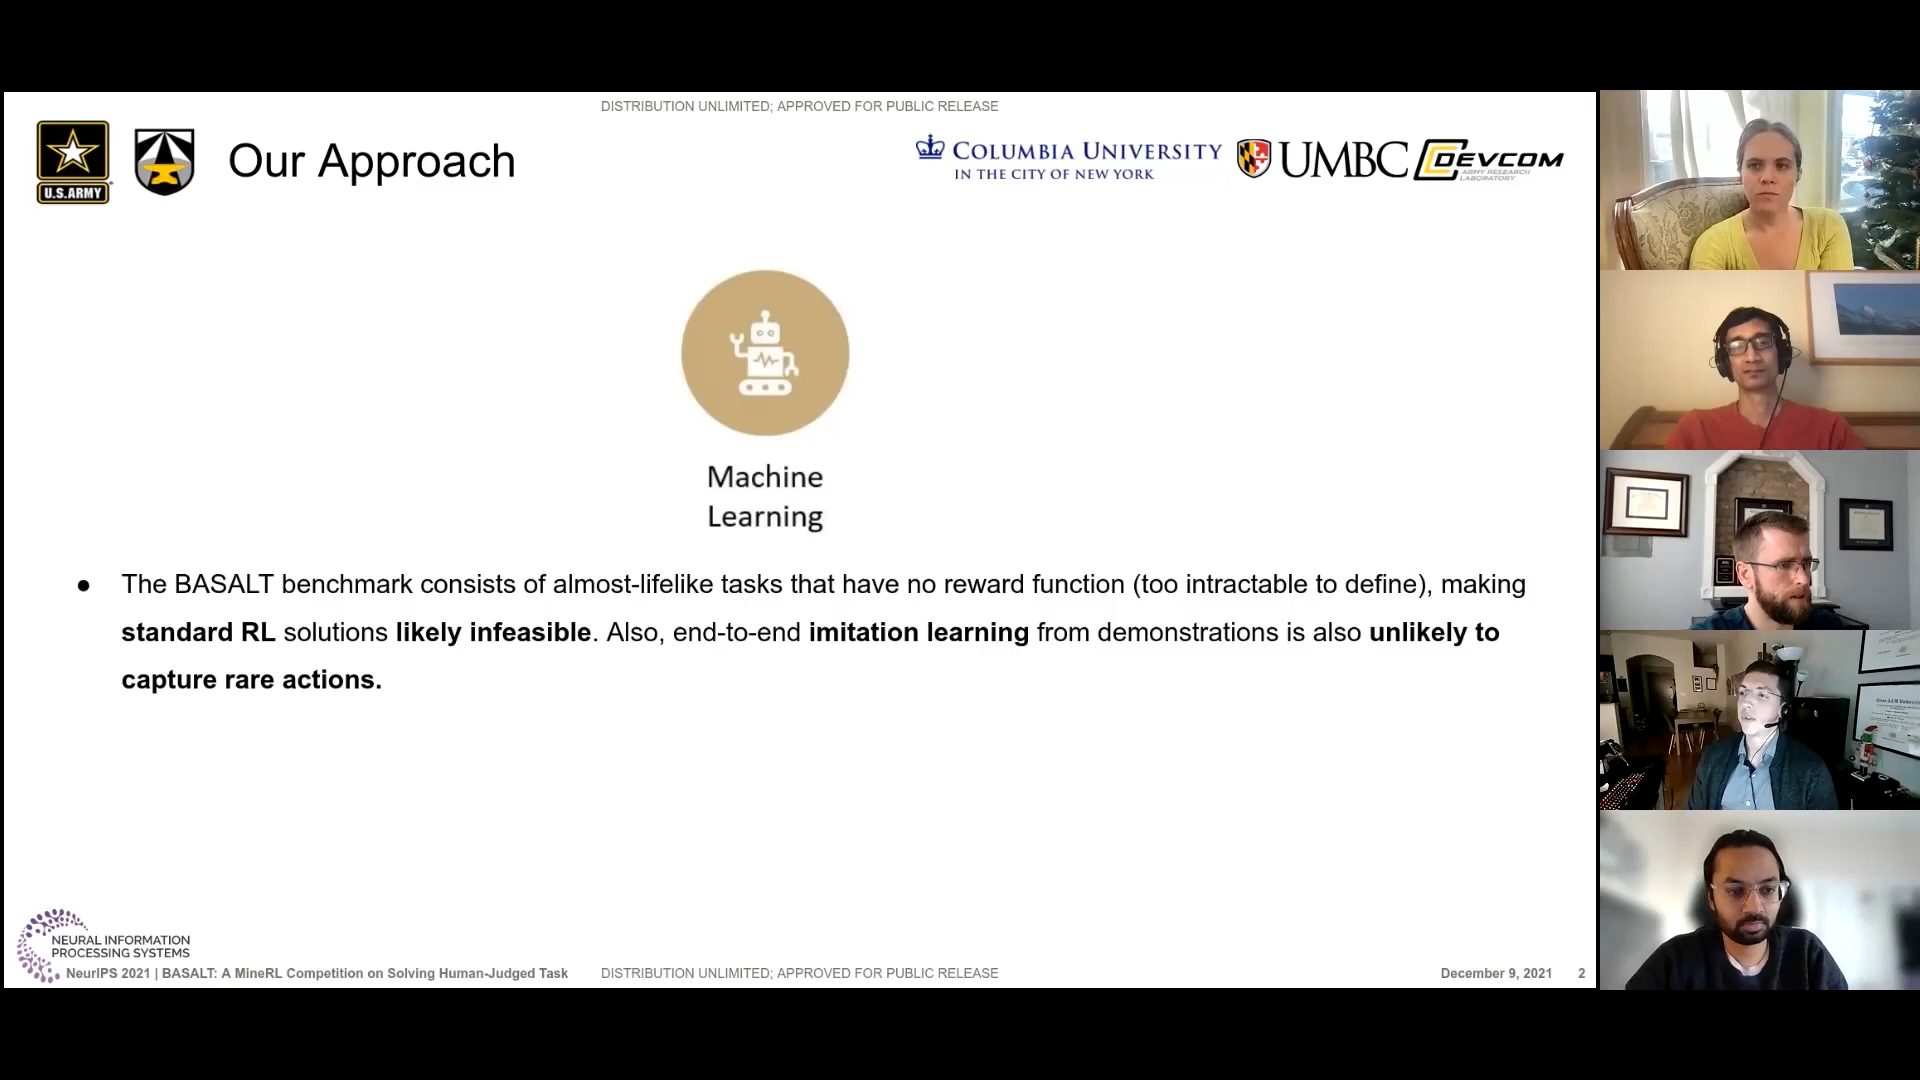 DISTRIBUTION UNLIMITED; APPROVED FOR PUBLIC RELEASE
U.S.ARMY
Our Approach
COLUMBIA UNIVERSITY
IN THE CITY OF NEW YORK
UMBC
DEVCOM
ARMY RESEARCH
LABORATORY
Machine
Learning
● The BASALT benchmark consists of almost-lifelike tasks that have no reward function (too intractable to define), making
standard RL solutions likely infeasible. Also, end-to-end imitation learning from demonstrations is also unlikely to
capture rare actions.
NEURAL INFORMATION
PROCESSING SYSTEMS
NeurIPS 2021 | BASALT: A MineRL Competition on Solving Human-Judged Task
DISTRIBUTION UNLIMITED; APPROVED FOR PUBLIC RELEASE
December 9, 2021
2